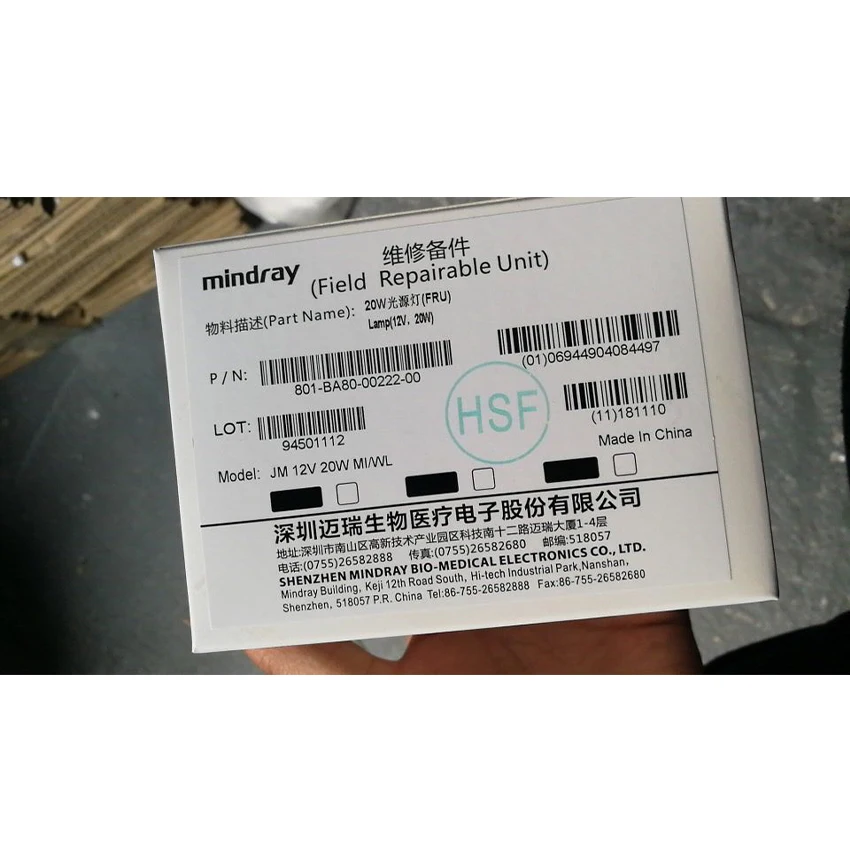 mindray
维修备件
(Field Repairable Unit)
物料描述(Part Name): 20W光源灯(FRU)
Lamp(12V, 20W)
P / N: 801-BA80-00222-00
(01)06944904084497
LOT: 94501112
HSF
(11)181110
Made In China
Model: JM 12V 20W MI/WL
深圳迈瑞生物医疗电子股份有限公司
地址:深圳市南山区高新技术产业园区科技南十二路迈瑞大厦1-4层
电话:(0755)26582888 传真:(0755)26582680 邮编:518057
SHENZHEN MINDRAY BIO-MEDICAL ELECTRONICS CO., LTD.
Mindray Building, Keji 12th Road South, Hi-tech Industrial Park,Nanshan,
Shenzhen, 518057 P.R. China Tel:86-755-26582888 Fax:86-755-26582680